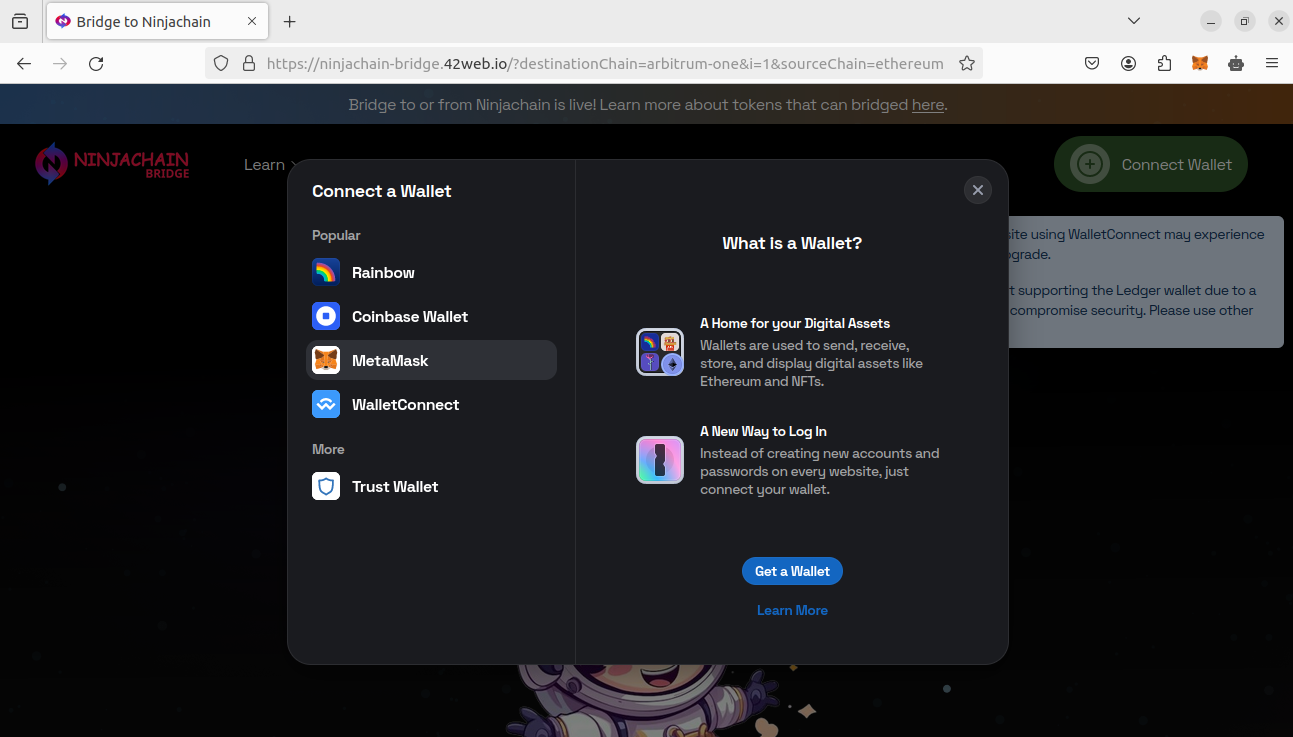 Bridge to Ninjachain
https://ninjachain-bridge.42web.io/?destinationChain=arbitrum-one&i=1&sourceChain=ethereum
Bridge to or from Ninjachain is live! Learn more about tokens that can bridged here.
NINJACHAIN
BRIDGE
Learn
Connect Wallet
Connect a Wallet
Popular
Rainbow
Coinbase Wallet
MetaMask
WalletConnect
More
Trust Wallet
What is a Wallet?
A Home for your Digital Assets
Wallets are used to send, receive,
store, and display digital assets like
Ethereum and NFTs.
A New Way to Log In
Instead of creating new accounts and
passwords on every website, just
connect your wallet.
Get a Wallet
Learn More
site using WalletConnect may experience
supporting the Ledger wallet due to a
compromise security. Please use other